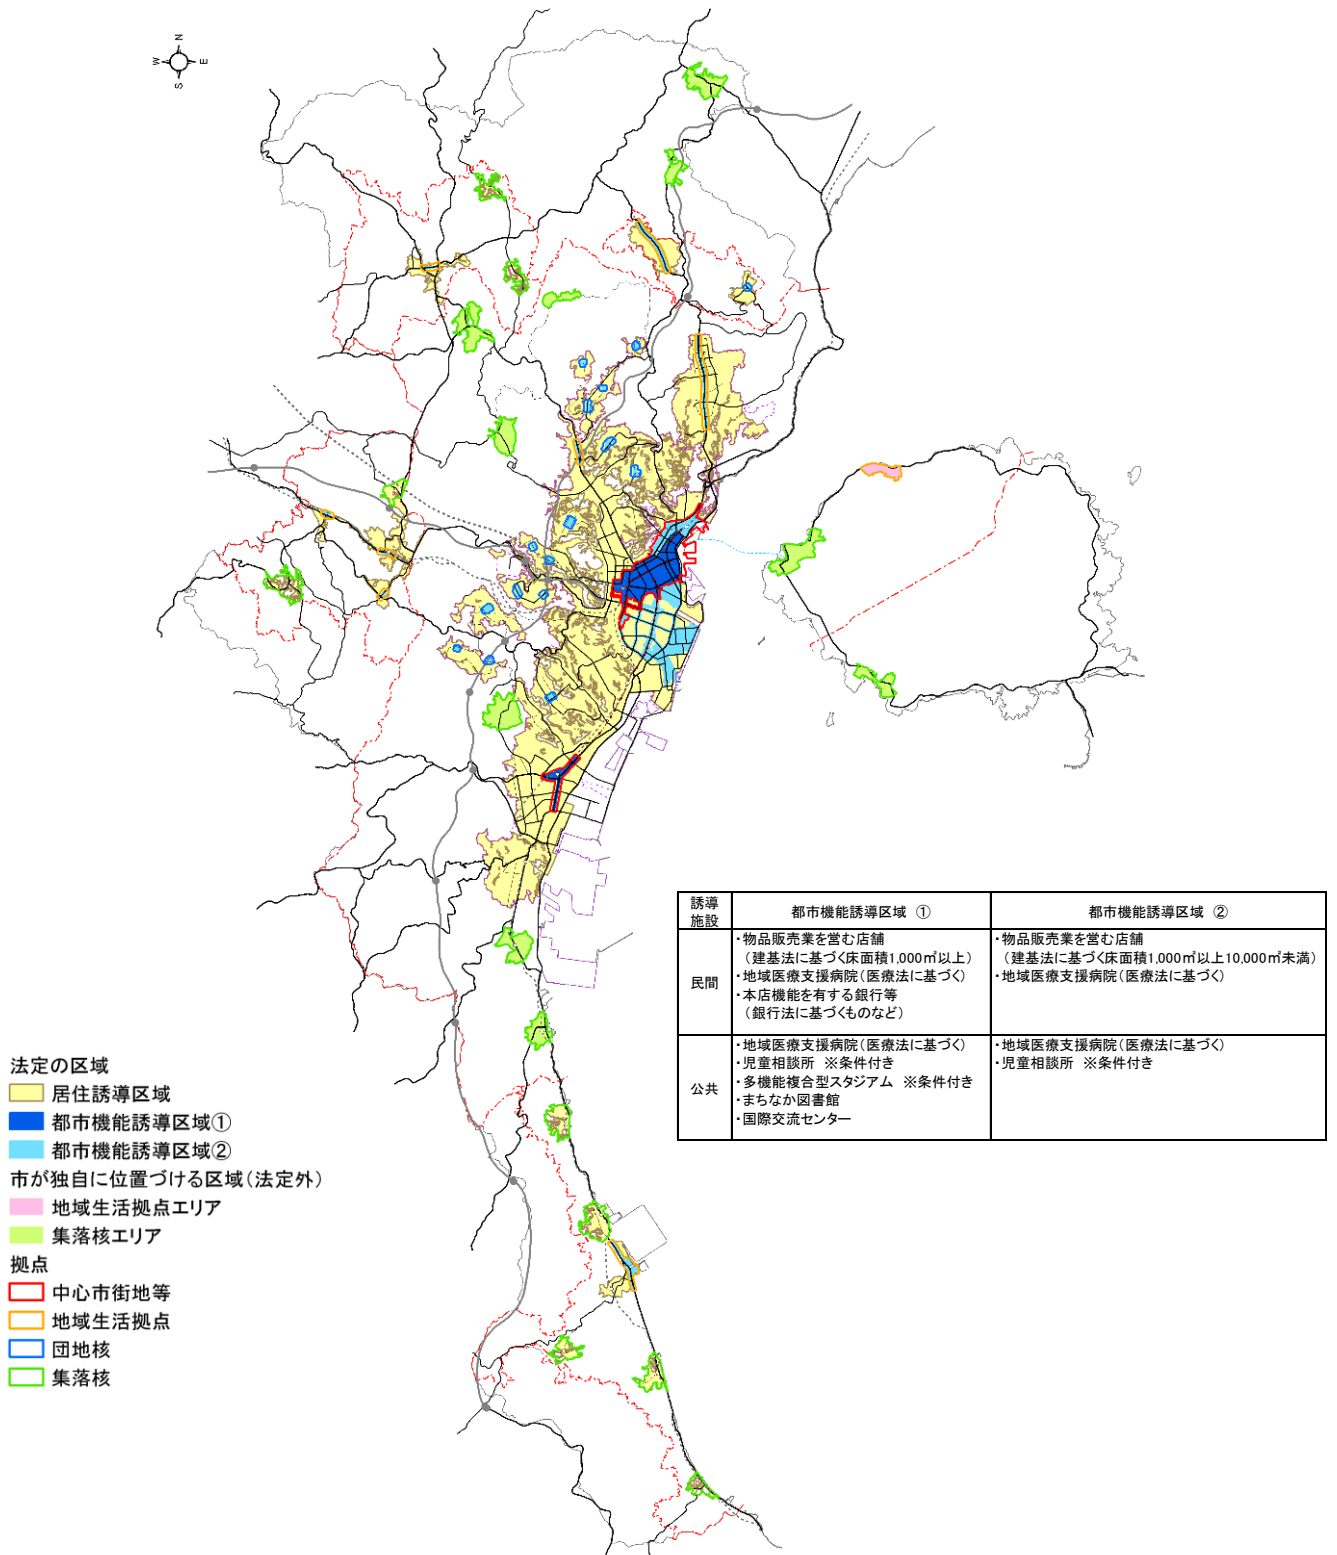 N
W
E
S
誘導
施設
都市機能誘導区域 ①
都市機能誘導区域 ②
民間
・物品販売業を営む店舗
（建基法に基づく床面積1,000㎡以上）
・地域医療支援病院（医療法に基づく）
・本店機能を有する銀行等
（銀行法に基づくものなど）
・物品販売業を営む店舗
（建基法に基づく床面積1,000㎡以上10,000㎡未満）
・地域医療支援病院（医療法に基づく）
公共
・地域医療支援病院（医療法に基づく）
・児童相談所 ※条件付き
・多機能複合型スタジアム ※条件付き
・まちなか図書館
・国際交流センター
・地域医療支援病院（医療法に基づく）
・児童相談所 ※条件付き
法定の区域
居住誘導区域
都市機能誘導区域①
都市機能誘導区域②
市が独自に位置づける区域（法定外）
地域生活拠点エリア
集落核エリア
拠点
中心市街地等
地域生活拠点
団地核
集落核